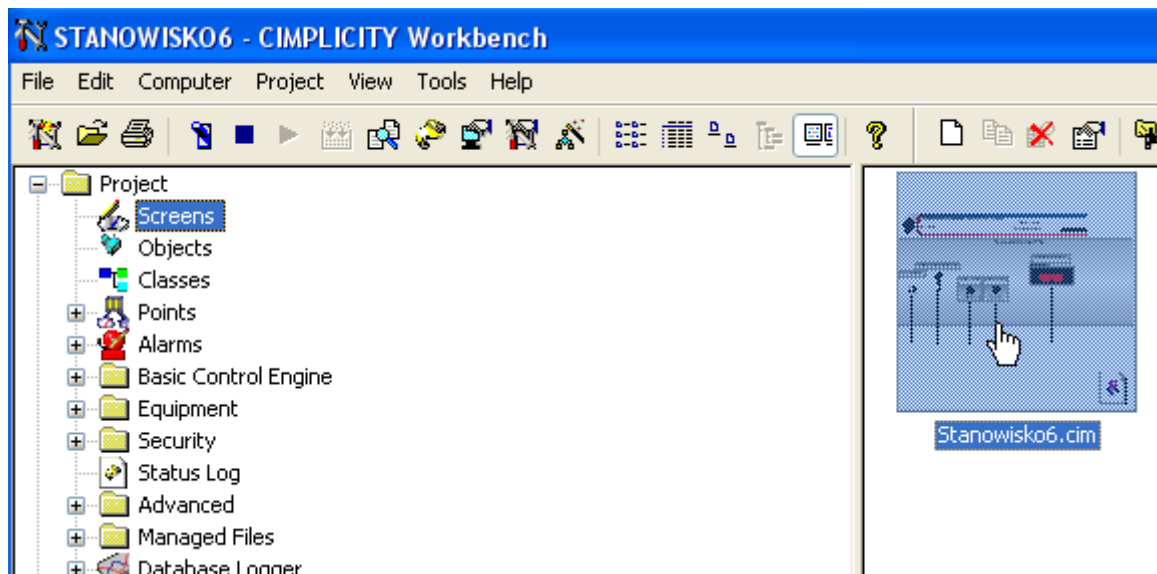 STANOWISKO6 - CIMPLICITY Workbench
File Edit Computer Project View Tools Help
Project
Screens
Objects
Classes
Points
Alarms
Basic Control Engine
Equipment
Security
Status Log
Advanced
Managed Files
Database Logger
Stanowisko6.cim